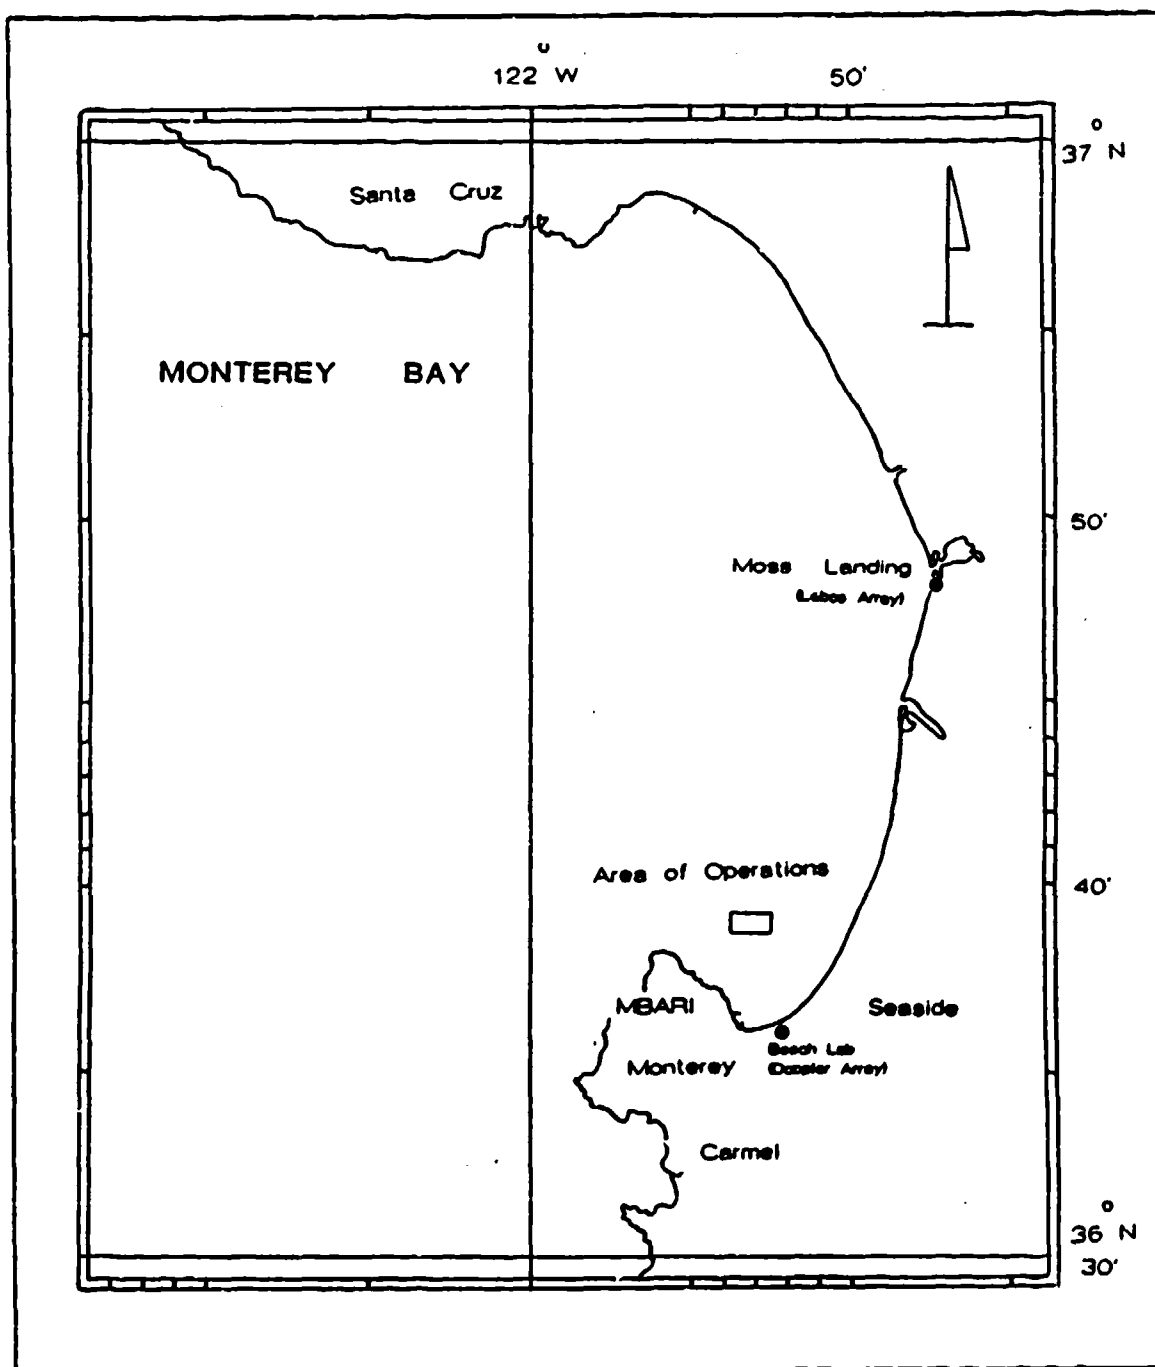 122° W 50'
37° N
Santa Cruz
MONTEREY BAY
50'
Moss Landing
(Labos Array)
Area of Operations
40'
MBARI
Seaside
Beach Lab
Monterey
(Doppler Array)
Carmel
36° N
30'